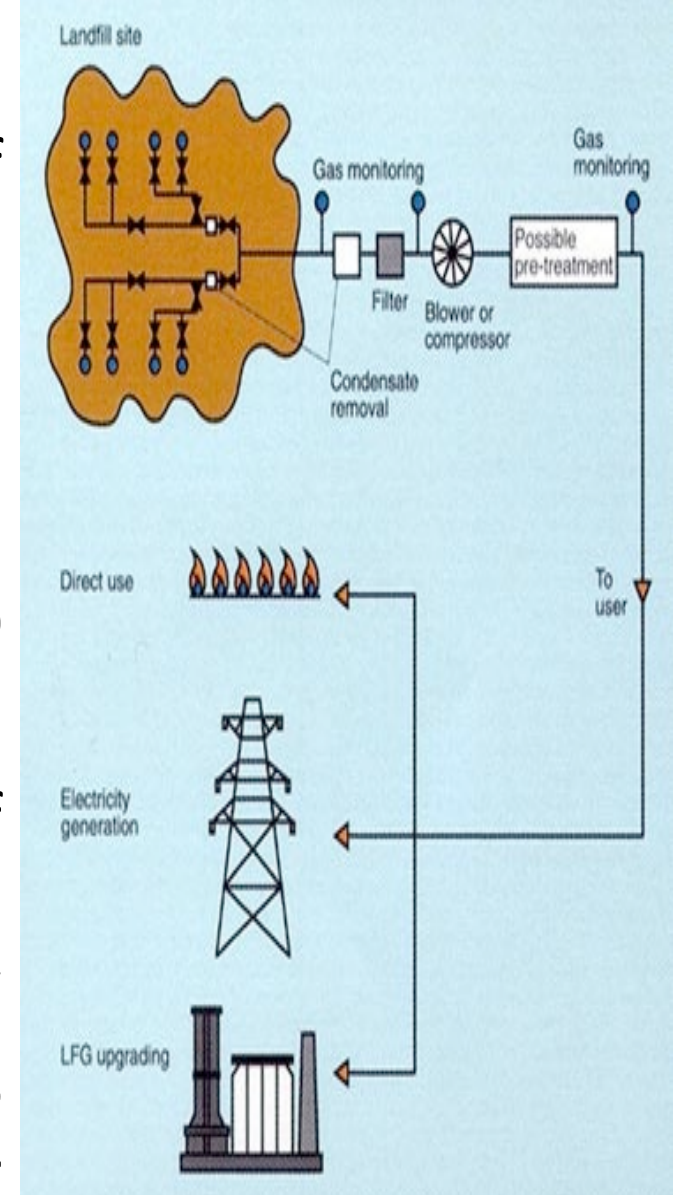 Landfill site
Gas monitoring
Gas
monitoring
Possible
pre-treatment
Filter
Blower or
compressor
Condensate
removal
Direct use
To
user
Electricity
generation
LFG upgrading